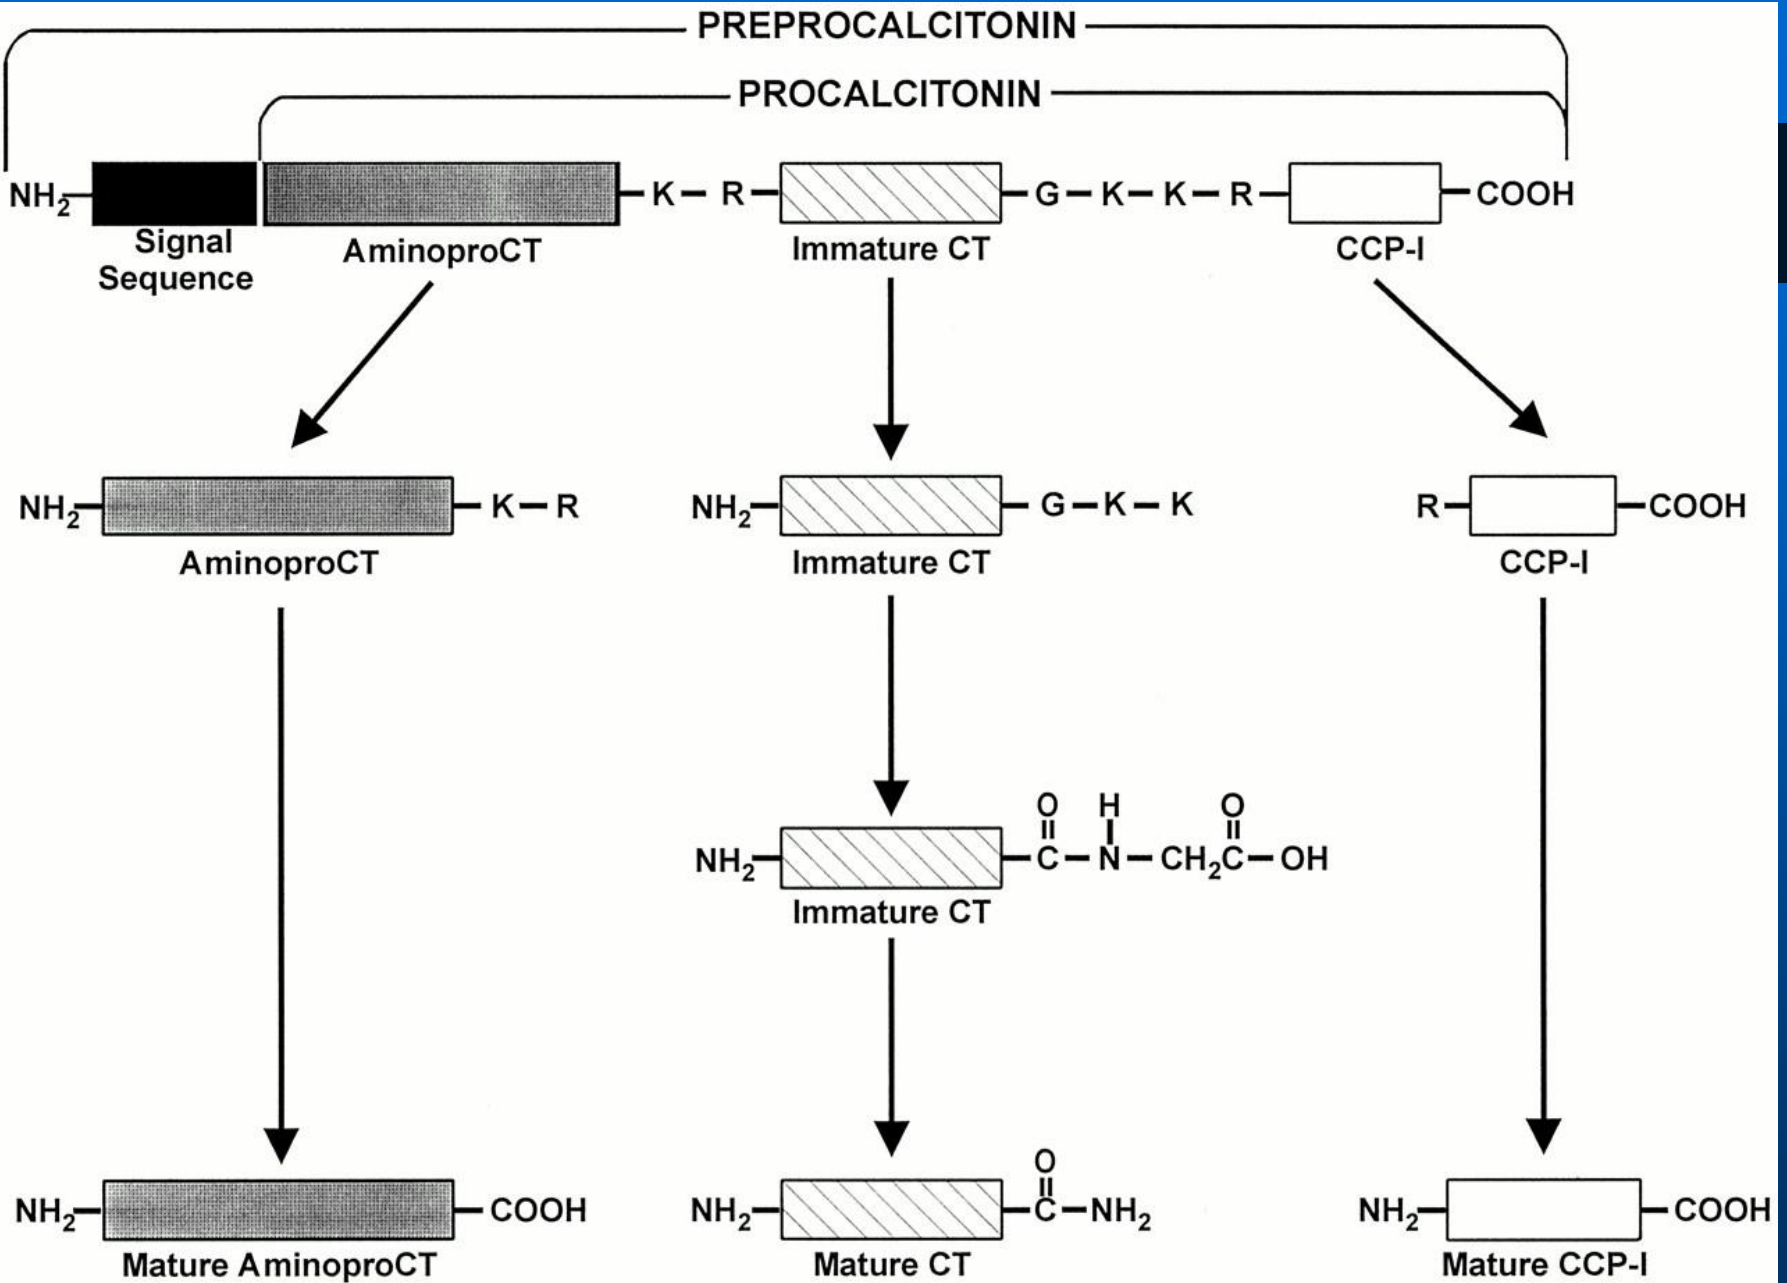 PREPROCALCITONIN
PROCALCITONIN
NH2 K R G K K R COOH
Signal
Sequence
AminoproCT
Immature CT
CCP-I
NH2 K R
AminoproCT
NH2 G K K
Immature CT
R COOH
CCP-I
O H O
NH2 C N CH2C OH
Immature CT
NH2 COOH
Mature AminoproCT
O
NH2 C NH2
Mature CT
NH2 COOH
Mature CCP-I